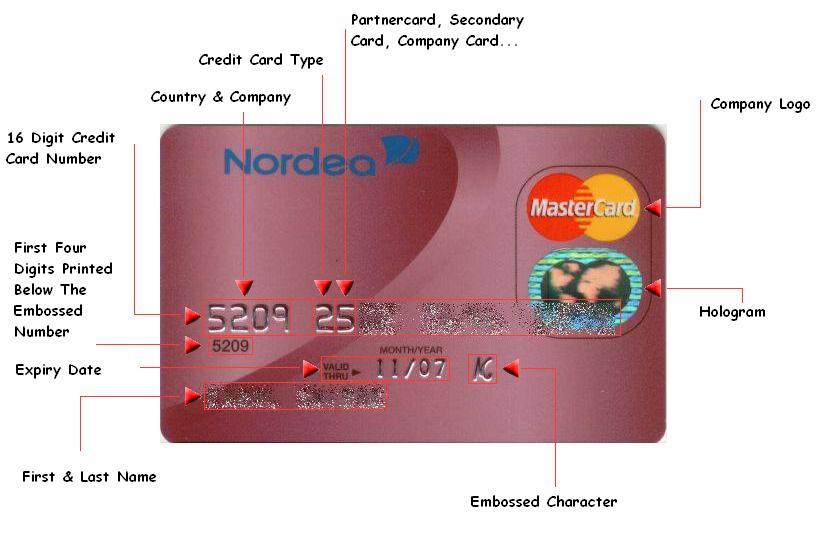 Partnercard, Secondary
Card, Company Card...
Credit Card Type
Country & Company
Company Logo
16 Digit Credit
Card Number
Nordea
MasterCard
First Four
Digits Printed
Below The
Embossed
Number
5209 25
Hologram
5209
MONTH/YEAR
Expiry Date
VALID
THRU
11/07
First & Last Name
Embossed Character